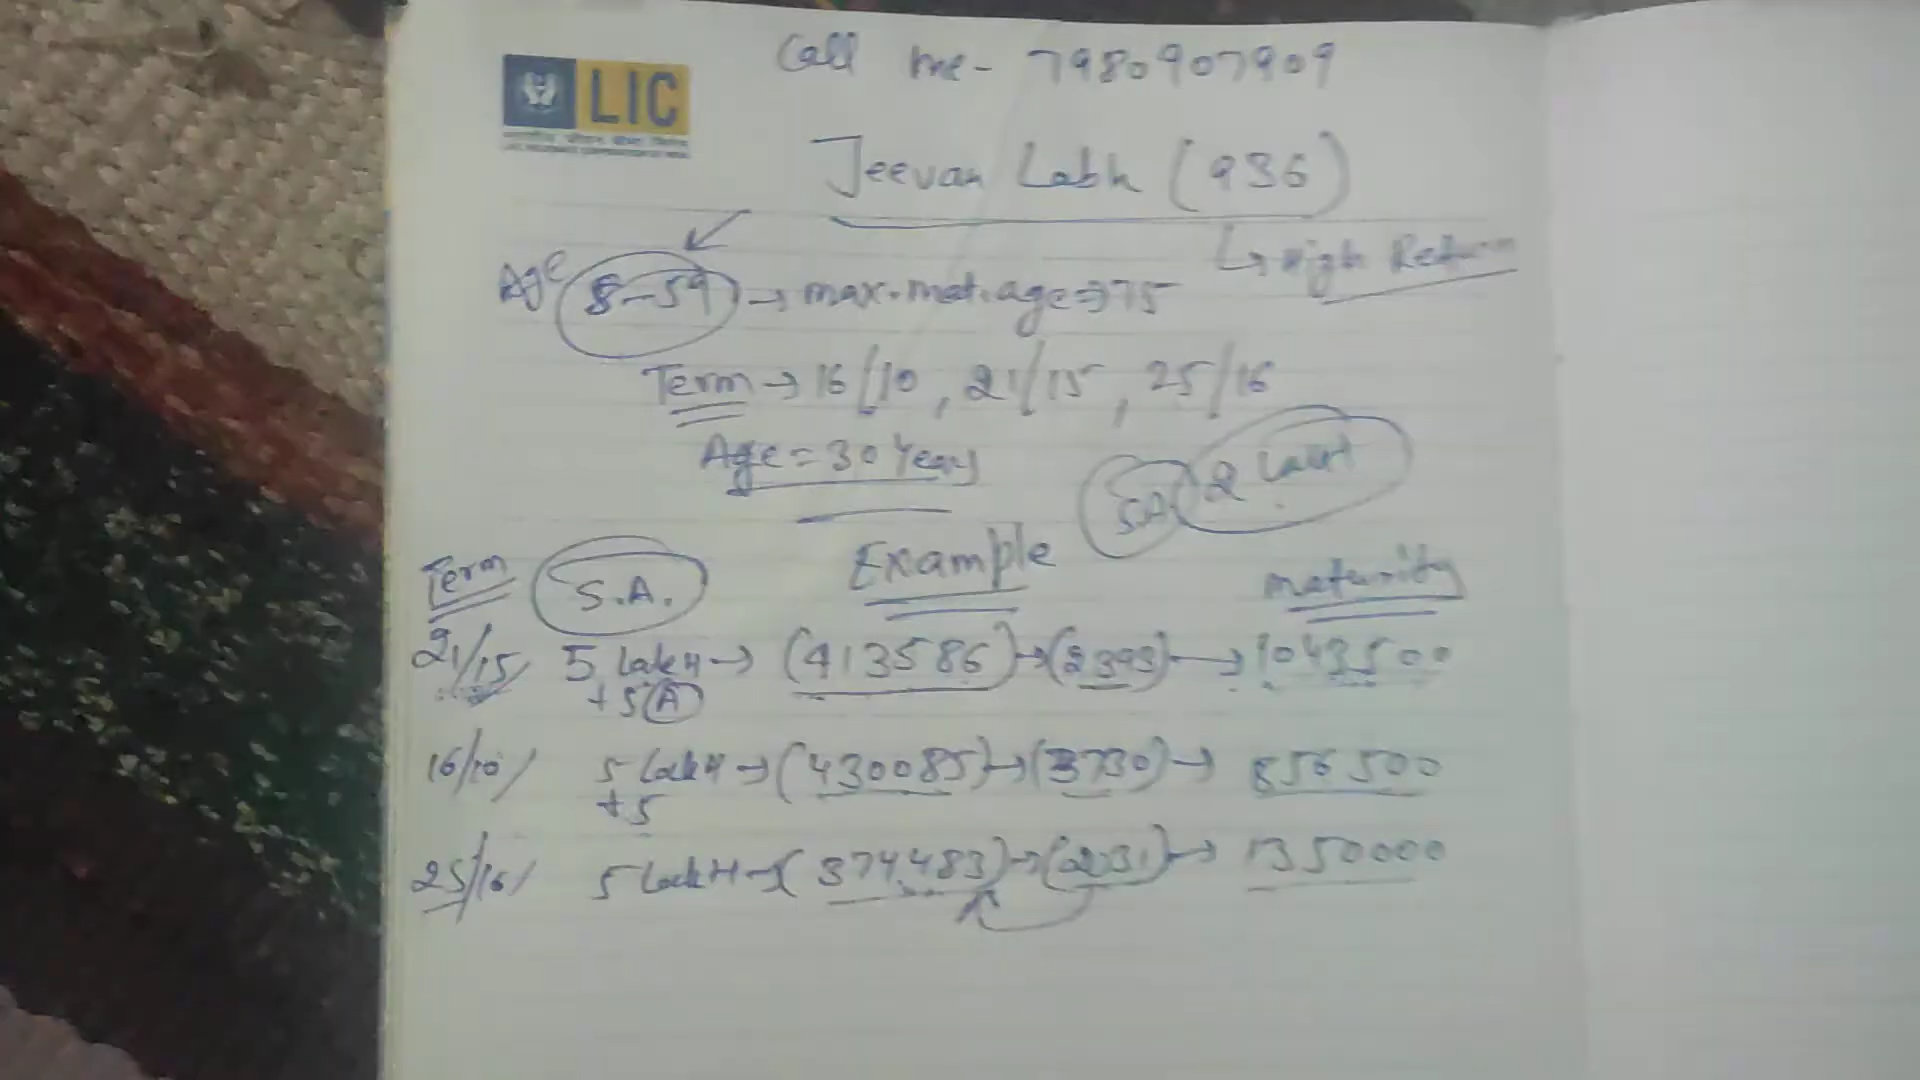 Call me - 7980907909
LIC
Jeevan Labh (936)
↳ High Return
Age 8-59 → max. mat. age ⇒ 75
Term → 16/10, 21/15, 25/16
Age = 30 Years
S.A. 2 Lakh
Example
Term S.A. maturity
21/15/ 5 Lakh → (413586) → (2393) → 1043500
+5 (A)
16/10/ 5 Lakh → (430085) → (3730) → 856500
+5
25/16/ 5 Lakh → (374483) → (2031) → 1350000